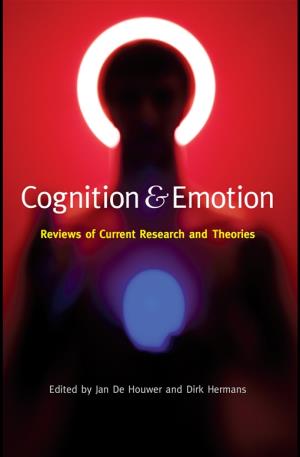 Cognition & Emotion
Reviews of Current Research and Theories
Edited by Jan De Houwer and Dirk Hermans